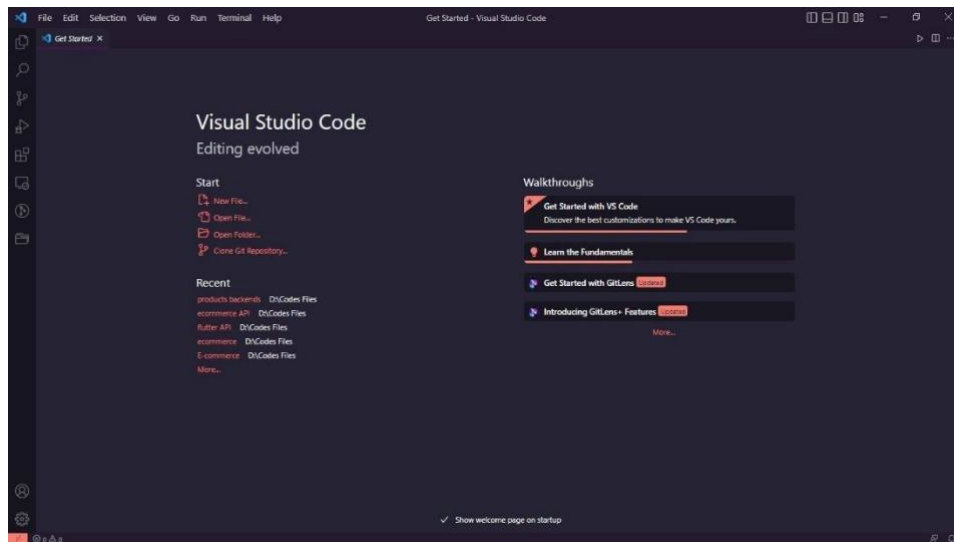 File Edit Selection View Go Run Terminal Help
Get Started - Visual Studio Code
Get Started
Visual Studio Code
Editing evolved
Start
New File...
Open File...
Open Folder...
Clone Git Repository...
Recent
products backends D:\Codes Files
ecommerce API D:\Codes Files
flutter API D:\Codes Files
ecommerce D:\Codes Files
E-commerce D:\Codes Files
More...
Walkthroughs
Get Started with VS Code
Discover the best customizations to make VS Code yours.
Learn the Fundamentals
Get Started with GitLens Updated
Introducing GitLens+ Features Updated
More...
Show welcome page on startup
0 0